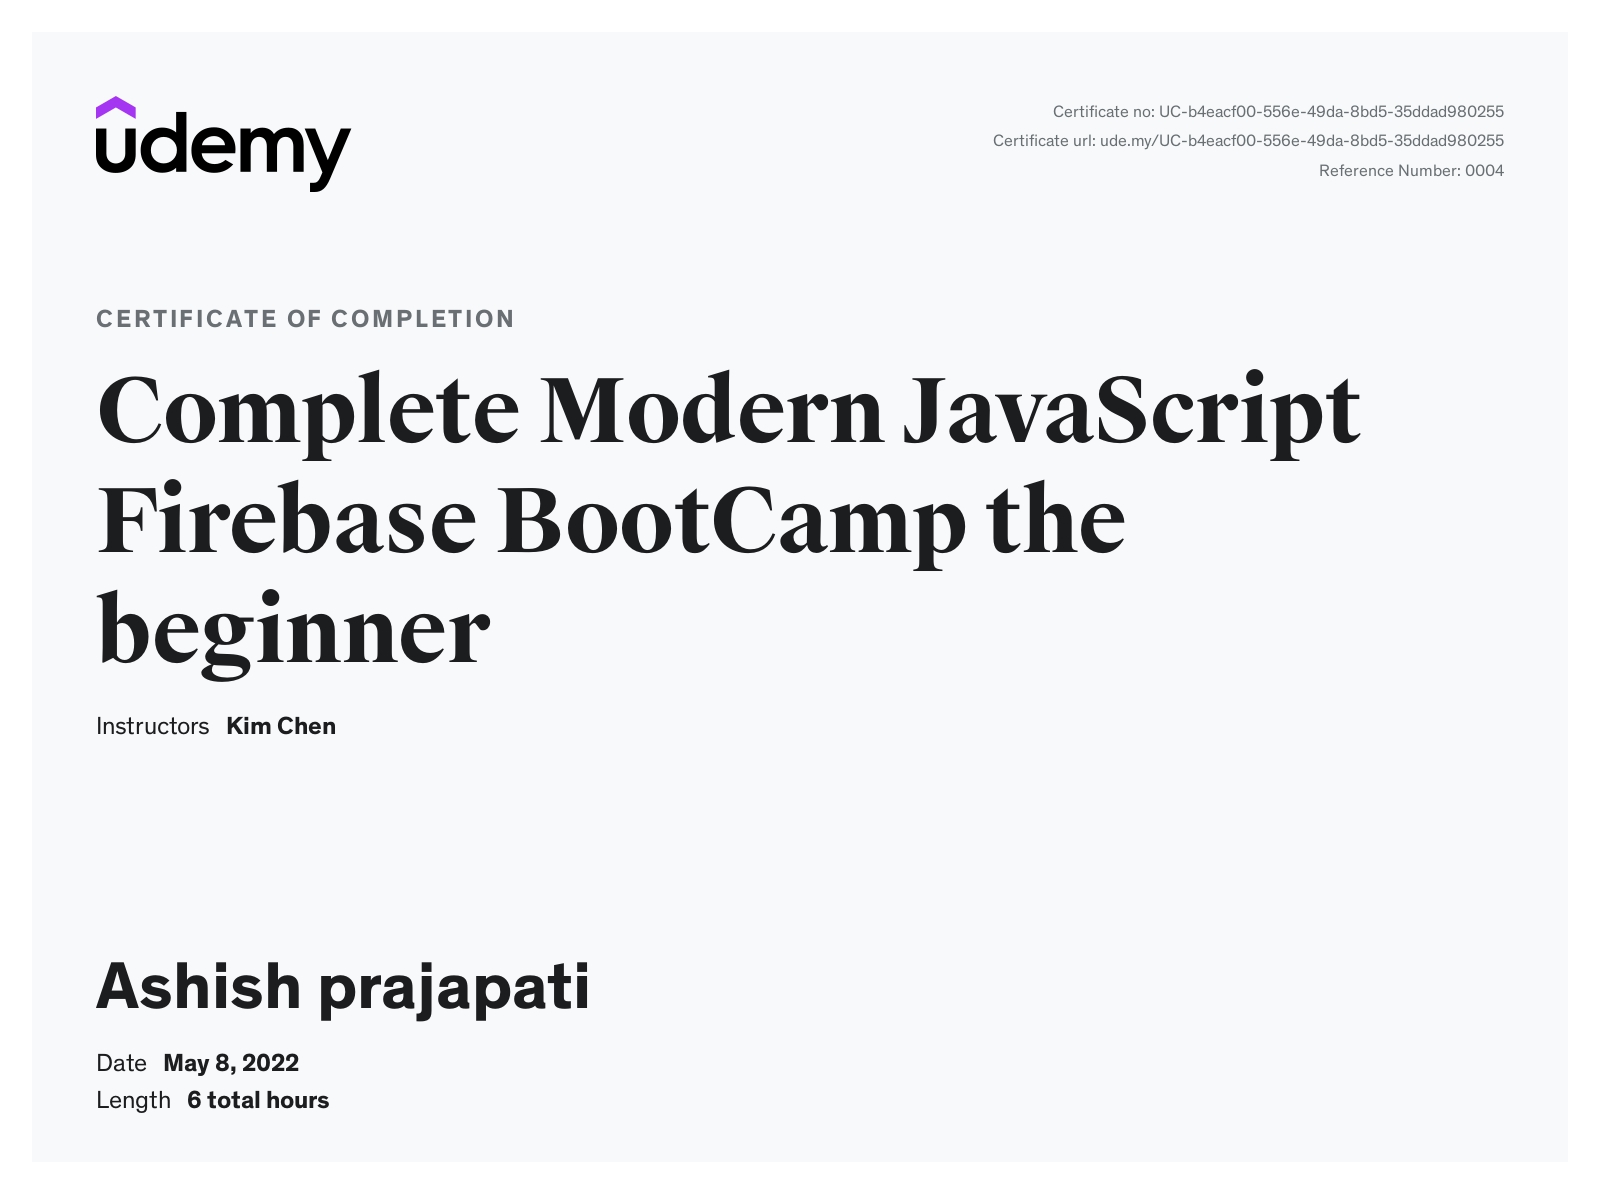 udemy
Certificate no: UC-b4eacf00-556e-49da-8bd5-35ddad980255
Certificate url: ude.my/UC-b4eacf00-556e-49da-8bd5-35ddad980255
Reference Number: 0004
CERTIFICATE OF COMPLETION
Complete Modern JavaScript
Firebase BootCamp the
beginner
Instructors Kim Chen
Ashish prajapati
Date May 8, 2022
Length 6 total hours